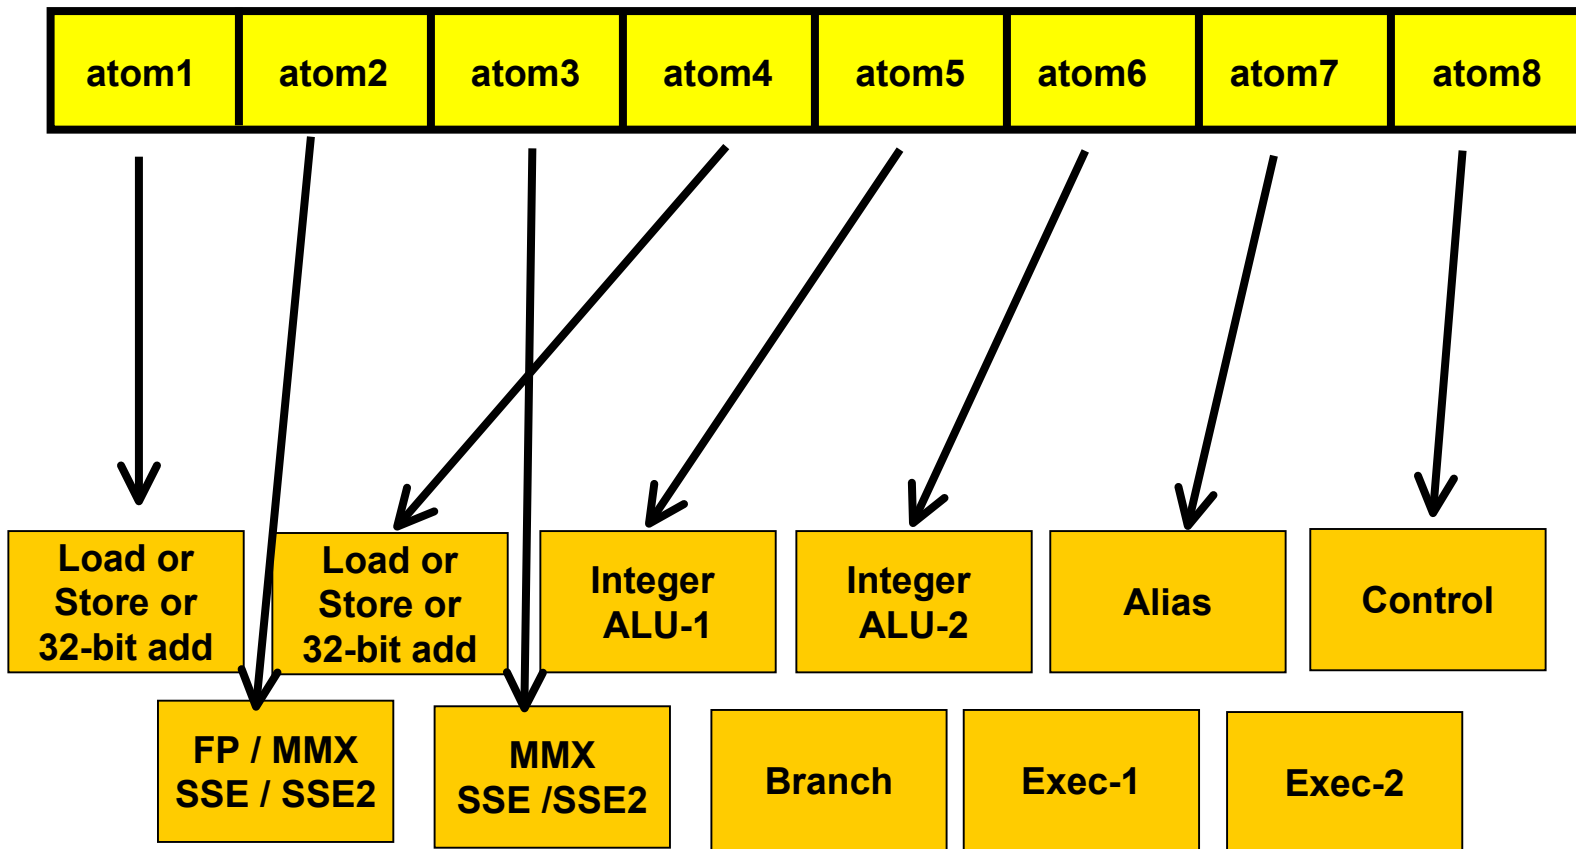 atom1 atom2 atom3 atom4 atom5 atom6 atom7 atom8
Load or
Store or
32-bit add
Load or
Store or
32-bit add
Integer
ALU-1
Integer
ALU-2
Alias
Control
FP / MMX
SSE / SSE2
MMX
SSE /SSE2
Branch
Exec-1
Exec-2